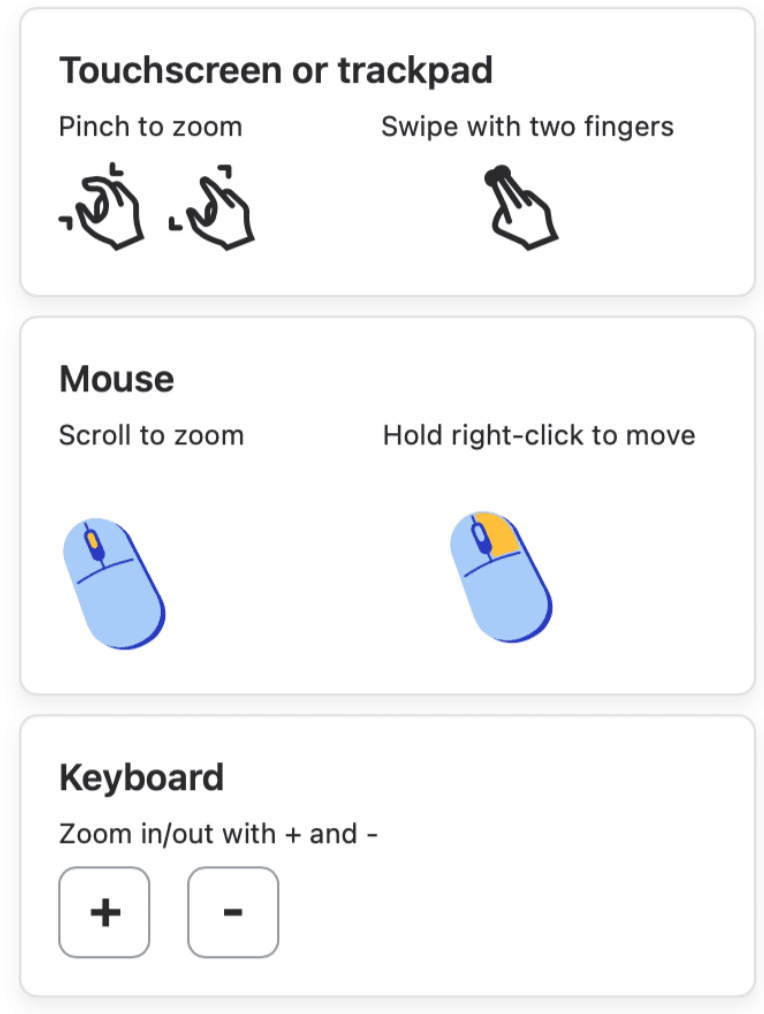 Touchscreen or trackpad
Pinch to zoom
Swipe with two fingers
Mouse
Scroll to zoom
Hold right-click to move
Keyboard
Zoom in/out with + and -
+
-